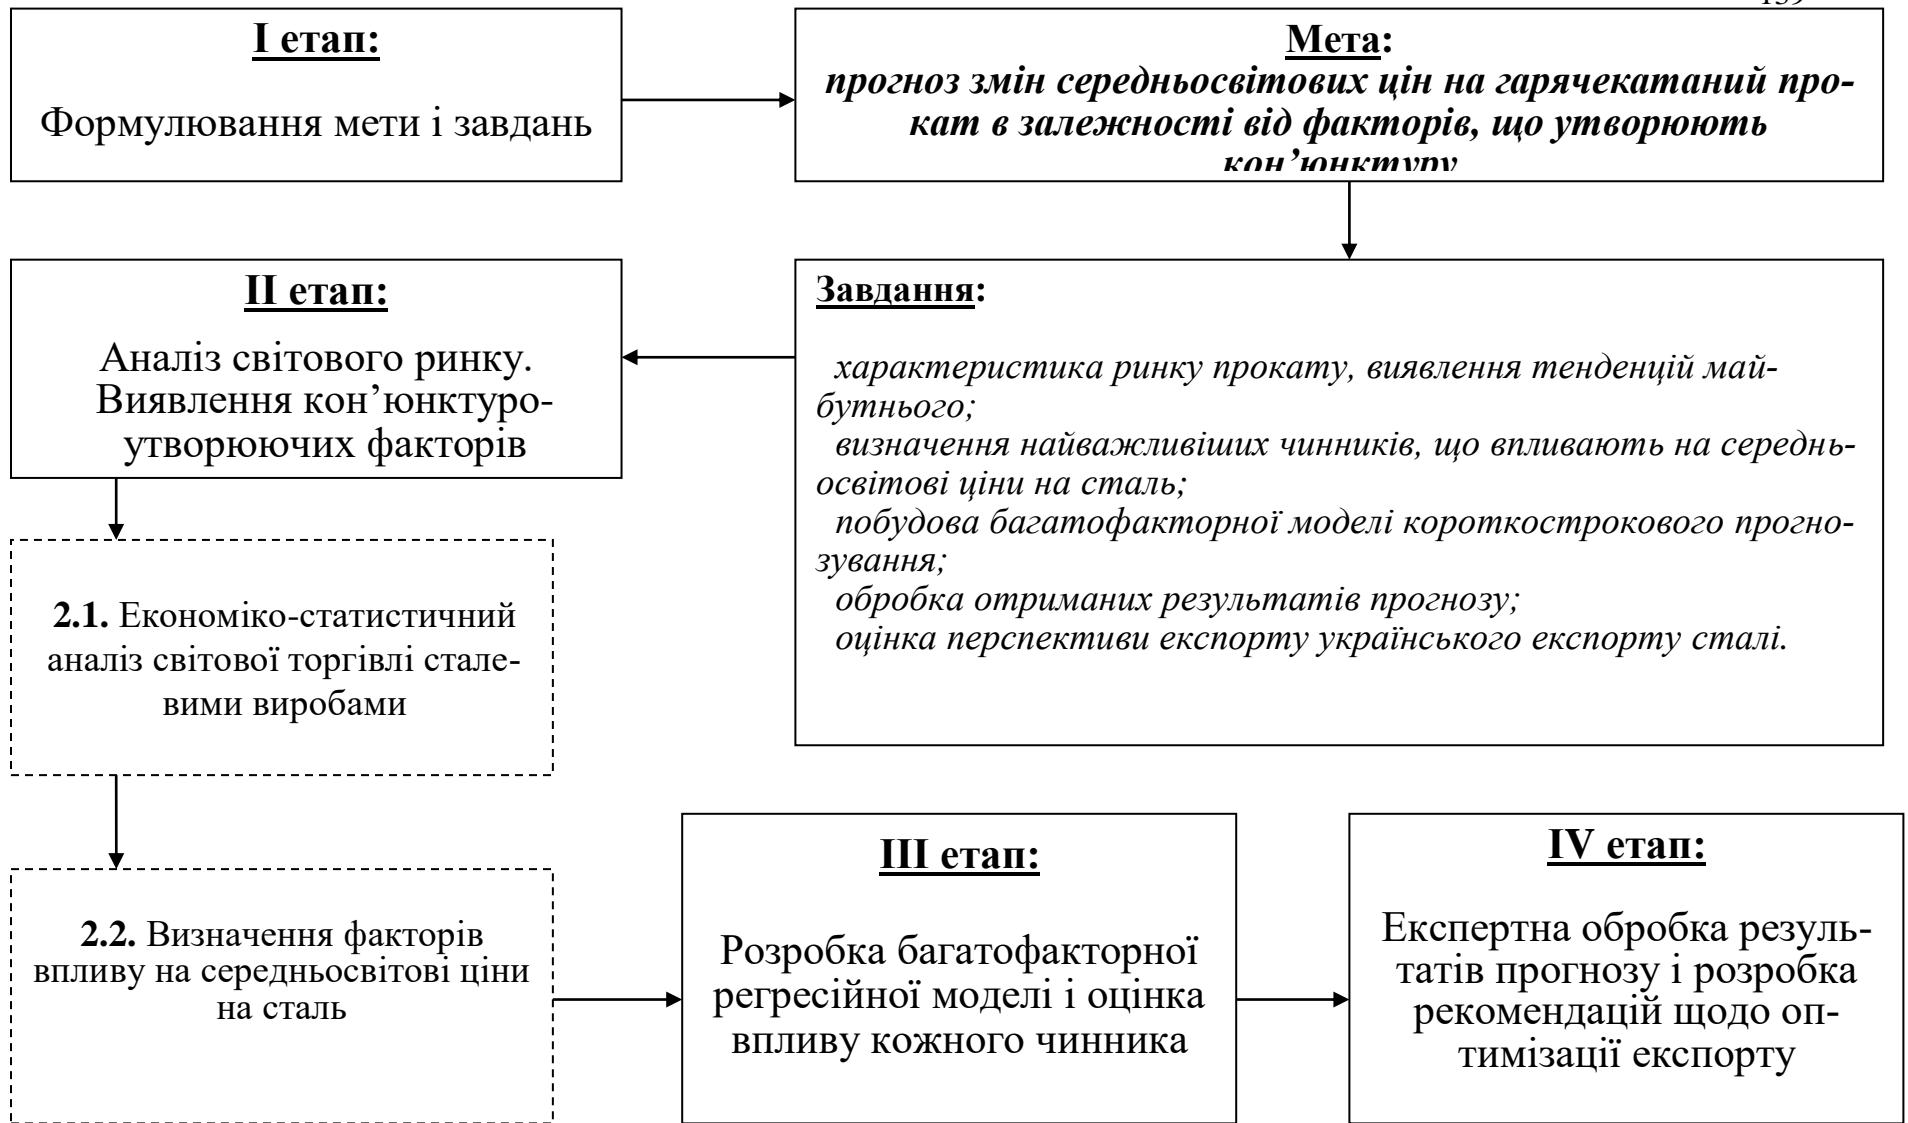 І етап:
Формулювання мети і завдань
Мета:
прогноз змін середньосвітових цін на гарячекатаний про-
кат в залежності від факторів, що утворюють
кон’юнктуру
ІІ етап:
Аналіз світового ринку.
Виявлення кон’юнктуро-
утворюючих факторів
Завдання:
характеристика ринку прокату, виявлення тенденцій май-
бутнього;
визначення найважливіших чинників, що впливають на середнь-
освітові ціни на сталь;
побудова багатофакторної моделі короткострокового прогно-
зування;
обробка отриманих результатів прогнозу;
оцінка перспективи експорту українського експорту сталі.
2.1. Економіко-статистичний
аналіз світової торгівлі стале-
вими виробами
2.2. Визначення факторів
впливу на середньосвітові ціни
на сталь
ІІІ етап:
Розробка багатофакторної
регресійної моделі і оцінка
впливу кожного чинника
IV етап:
Експертна обробка резуль-
татів прогнозу і розробка
рекомендацій щодо оп-
тимізації експорту